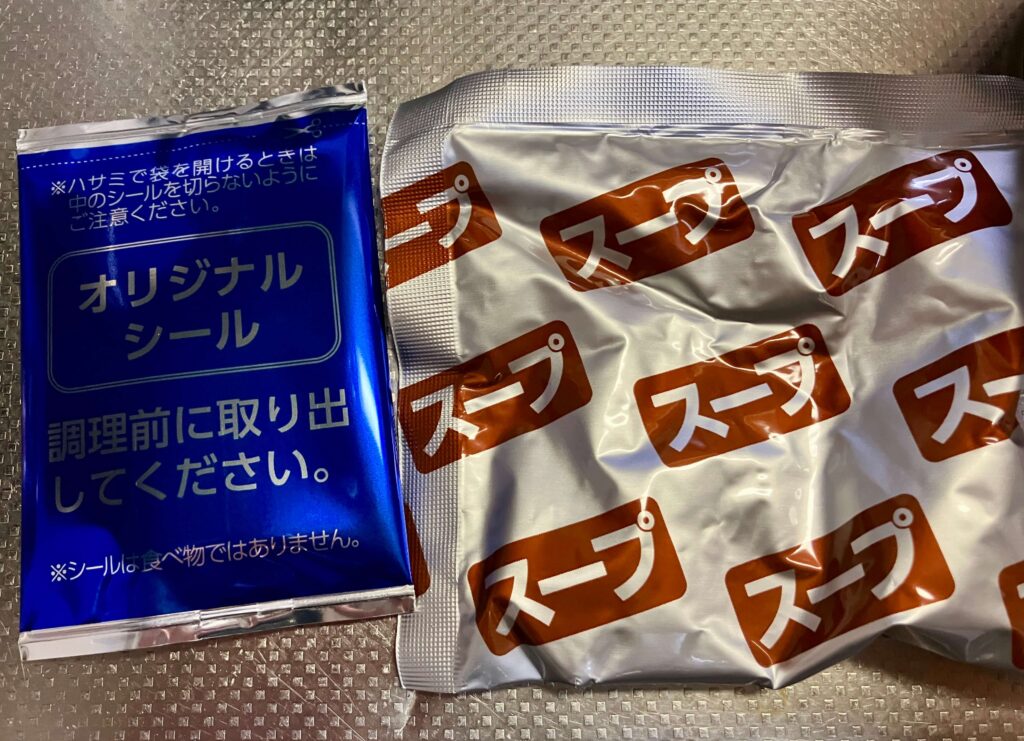 ※ハサミで袋を開けるときは
中のシールを切らないように
ご注意ください。
オリジナル
シール
調理前に取り出
してください。
※シールは食べ物ではありません。
ープ
スープ
スープ
スープ
スープ
スー
スープ
スープ